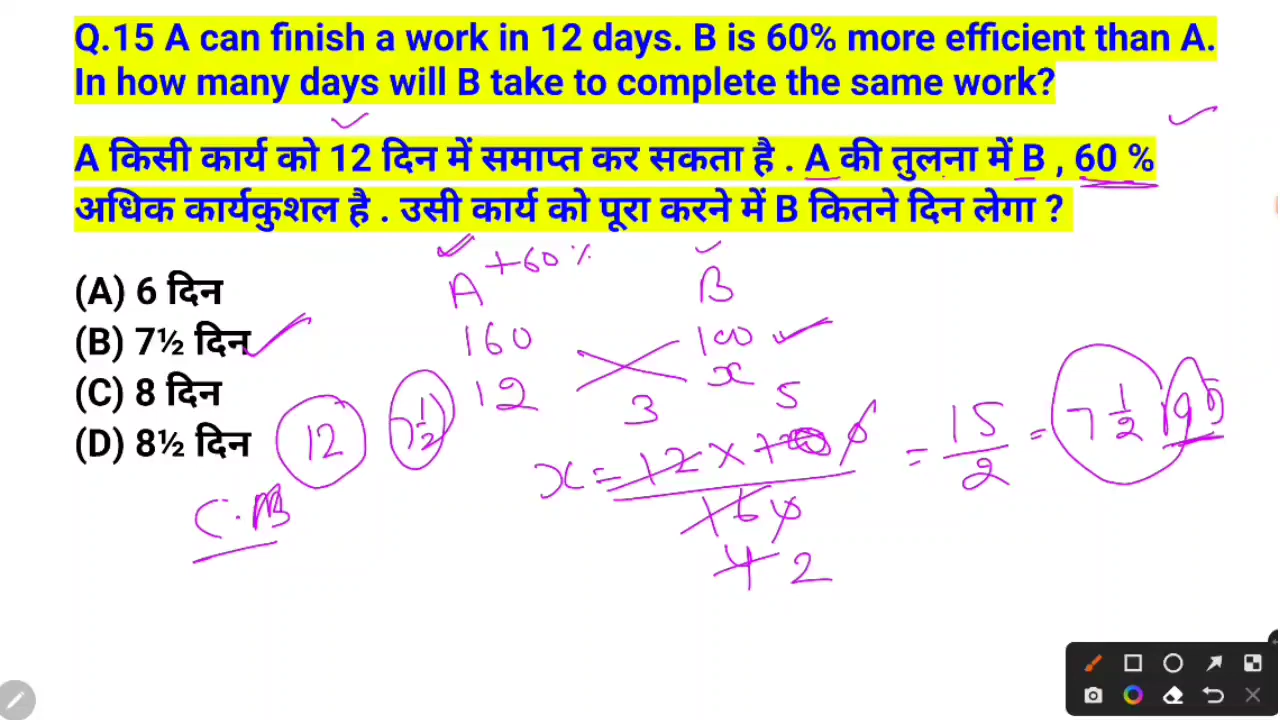 Q.15 A can finish a work in 12 days. B is 60% more efficient than A.
In how many days will B take to complete the same work?
A किसी कार्य को 12 दिन में समाप्त कर सकता है . A की तुलना में B , 60 %
अधिक कार्यकुशल है . उसी कार्य को पूरा करने में B कितने दिन लेगा ?
(A) 6 दिन
(B) 7½ दिन
(C) 8 दिन
(D) 8½ दिन
A +60% B
160 100
12 x
3 5
x = 12 x 100 = 15/2 = 7 1/2
160
4 2
12 7 1/2